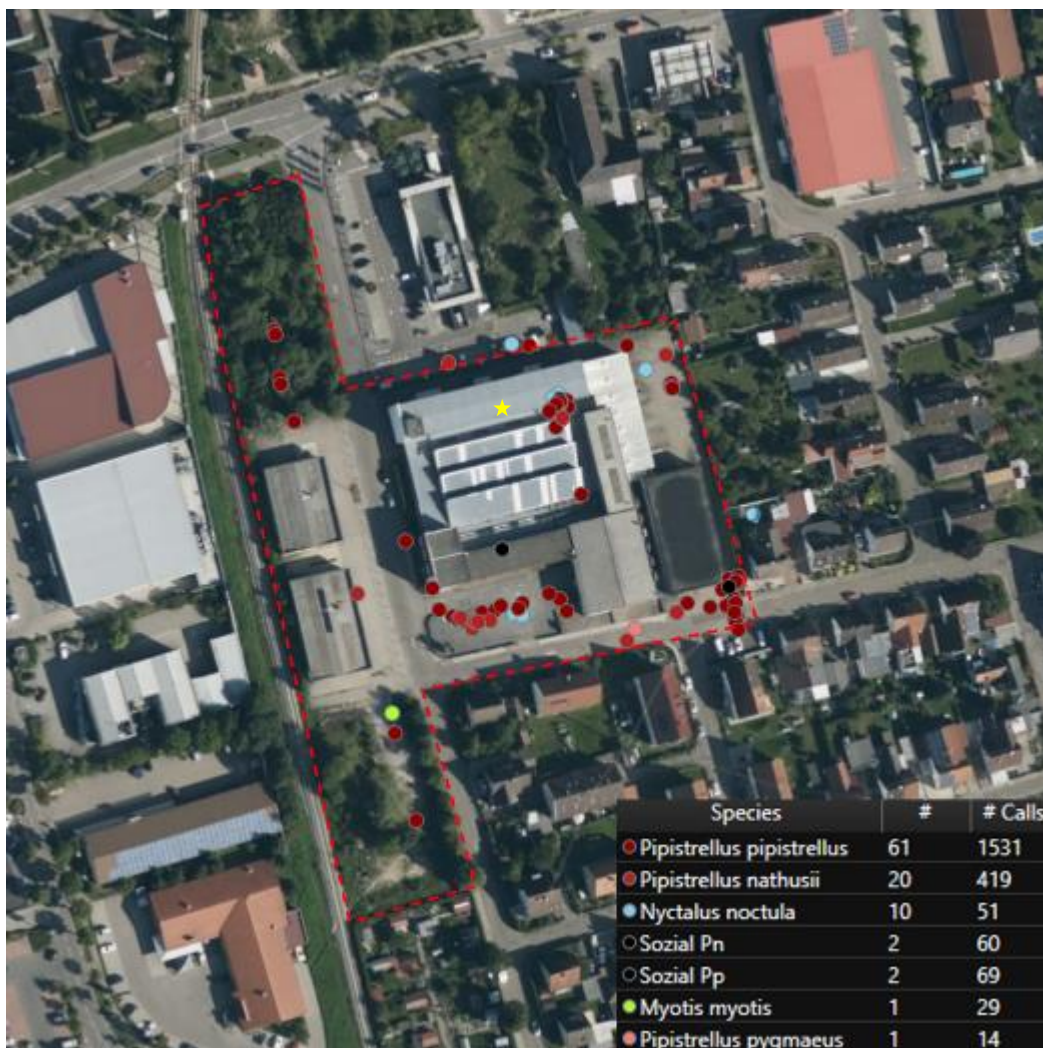 Species # # Calls
Pipistrellus pipistrellus 61 1531
Pipistrellus nathusii 20 419
Nyctalus noctula 10 51
Sozial Pn 2 60
Sozial Pp 2 69
Myotis myotis 1 29
Pipistrellus pygmaeus 1 14